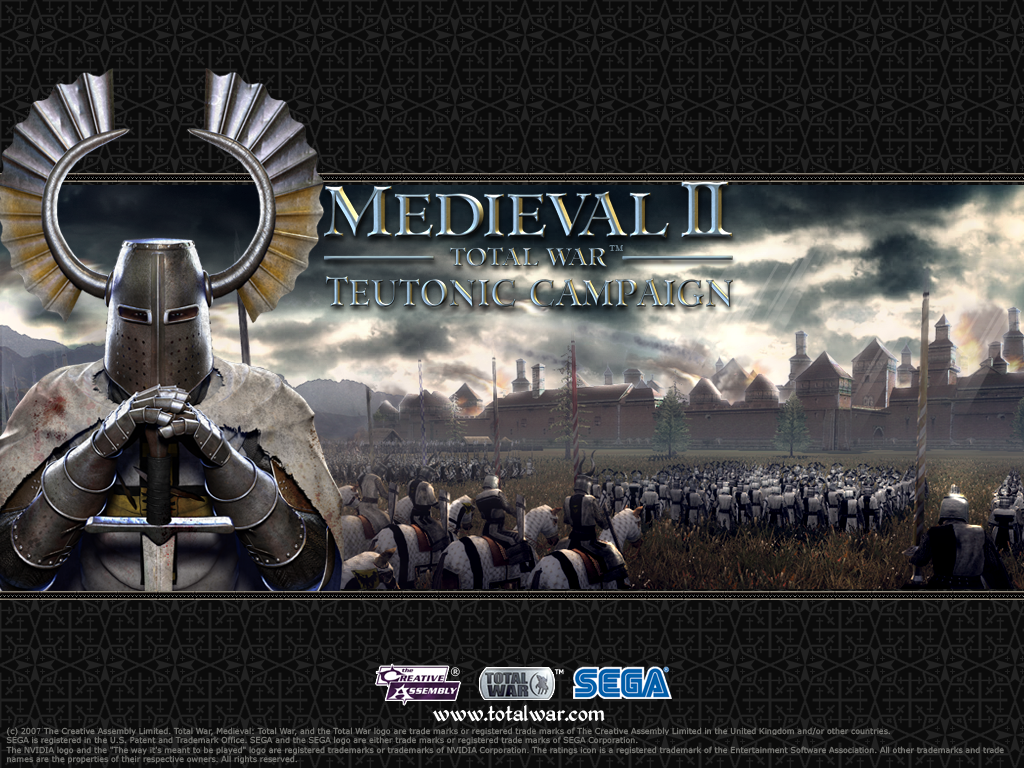 MEDIEVAL II
TOTAL WAR™
TEUTONIC CAMPAIGN
the CREATIVE ASSEMBLY ®
TOTAL WAR ™
SEGA ®
www.totalwar.com
(c) 2007 The Creative Assembly Limited. Total War, Medieval: Total War, and the Total War logo are trade marks or registered trade marks of The Creative Assembly Limited in the United Kingdom and/or other countries.
SEGA is registered in the U.S. Patent and Trademark Office. SEGA and the SEGA logo are either trade marks or registered trade marks of SEGA Corporation.
The NVIDIA logo and the "The way it's meant to be played" logo are registered trademarks or trademarks of NVIDIA Corporation. The ratings icon is a registered trademark of the Entertainment Software Association. All other trademarks and trade
names are the properties of their respective owners. All rights reserved.